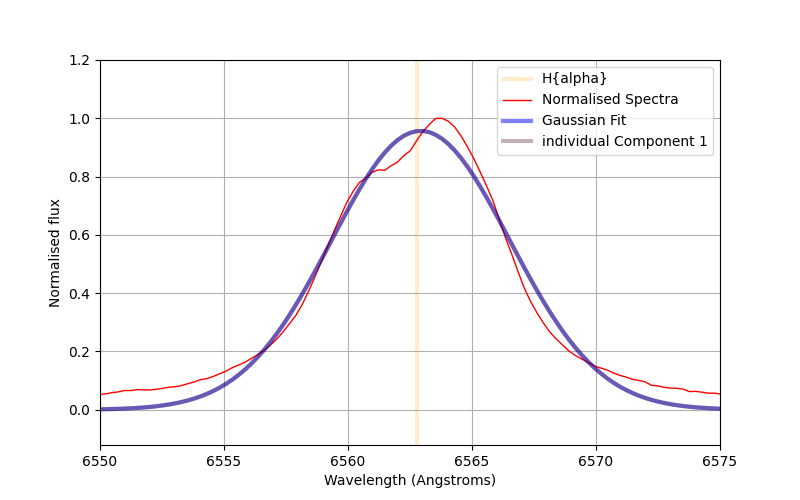 1.2
1.0
0.8
0.6
0.4
0.2
0.0
Normalised flux
H{alpha}
Normalised Spectra
Gaussian Fit
individual Component 1
6550 6555 6560 6565 6570 6575
Wavelength (Angstroms)